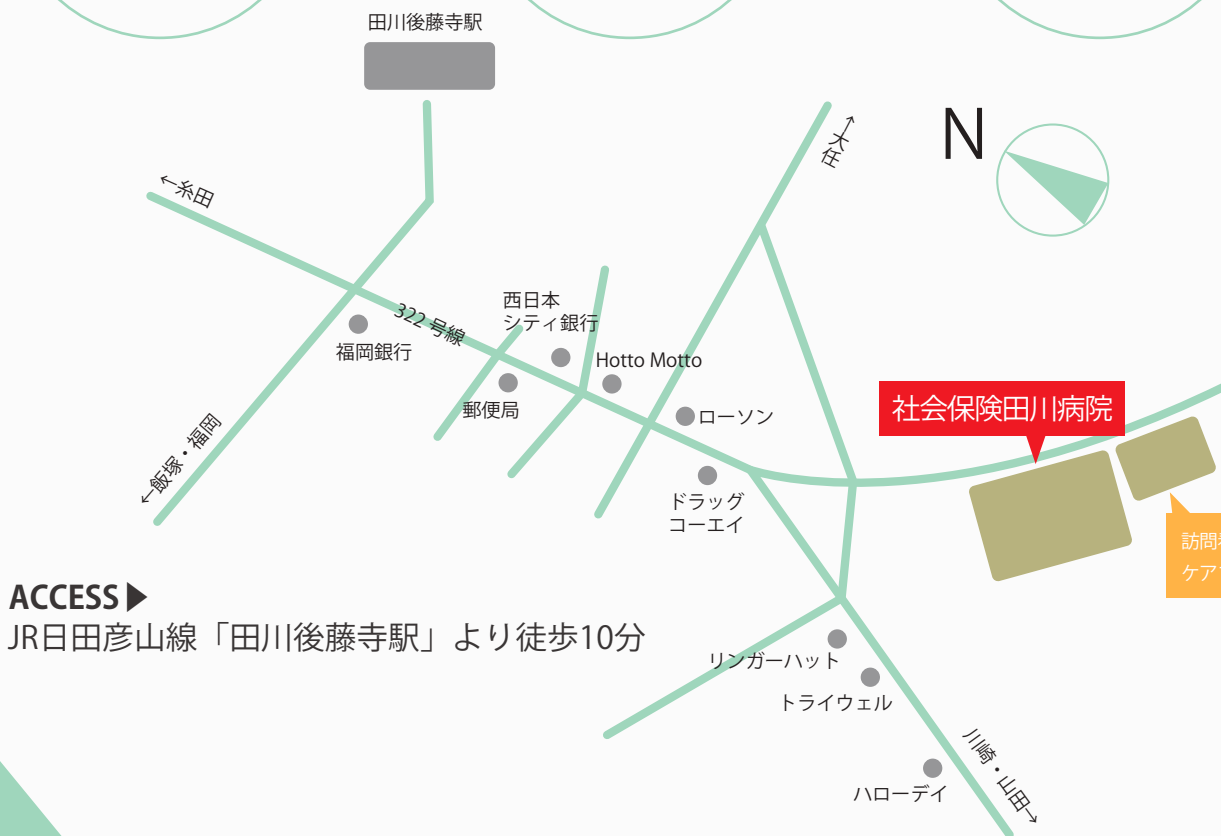 田川後藤寺駅
N
↑大任
←糸田
322 号線
西日本
シティ銀行
福岡銀行
Hotto Motto
郵便局
ローソン
社会保険田川病院
←飯塚・福岡
ドラッグ
コーエイ
訪問
ケア
ACCESS▶
JR日田彦山線「田川後藤寺駅」より徒歩10分
リンガーハット
トライウェル
ハローデイ